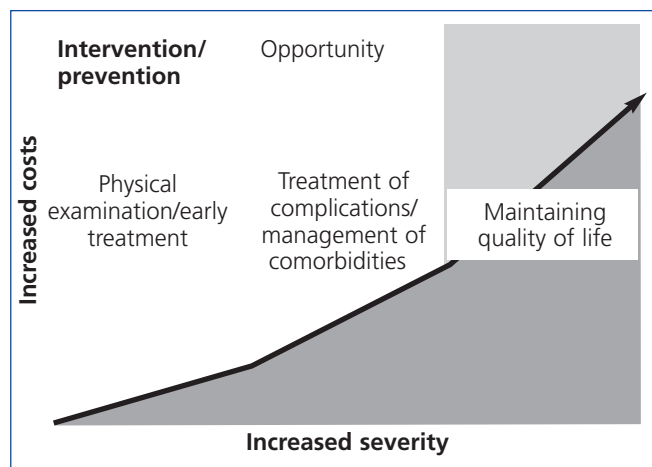 Intervention/
prevention
Opportunity
Increased costs
Physical
examination/early
treatment
Treatment of
complications/
management of
comorbidities
Maintaining
quality of life
Increased severity